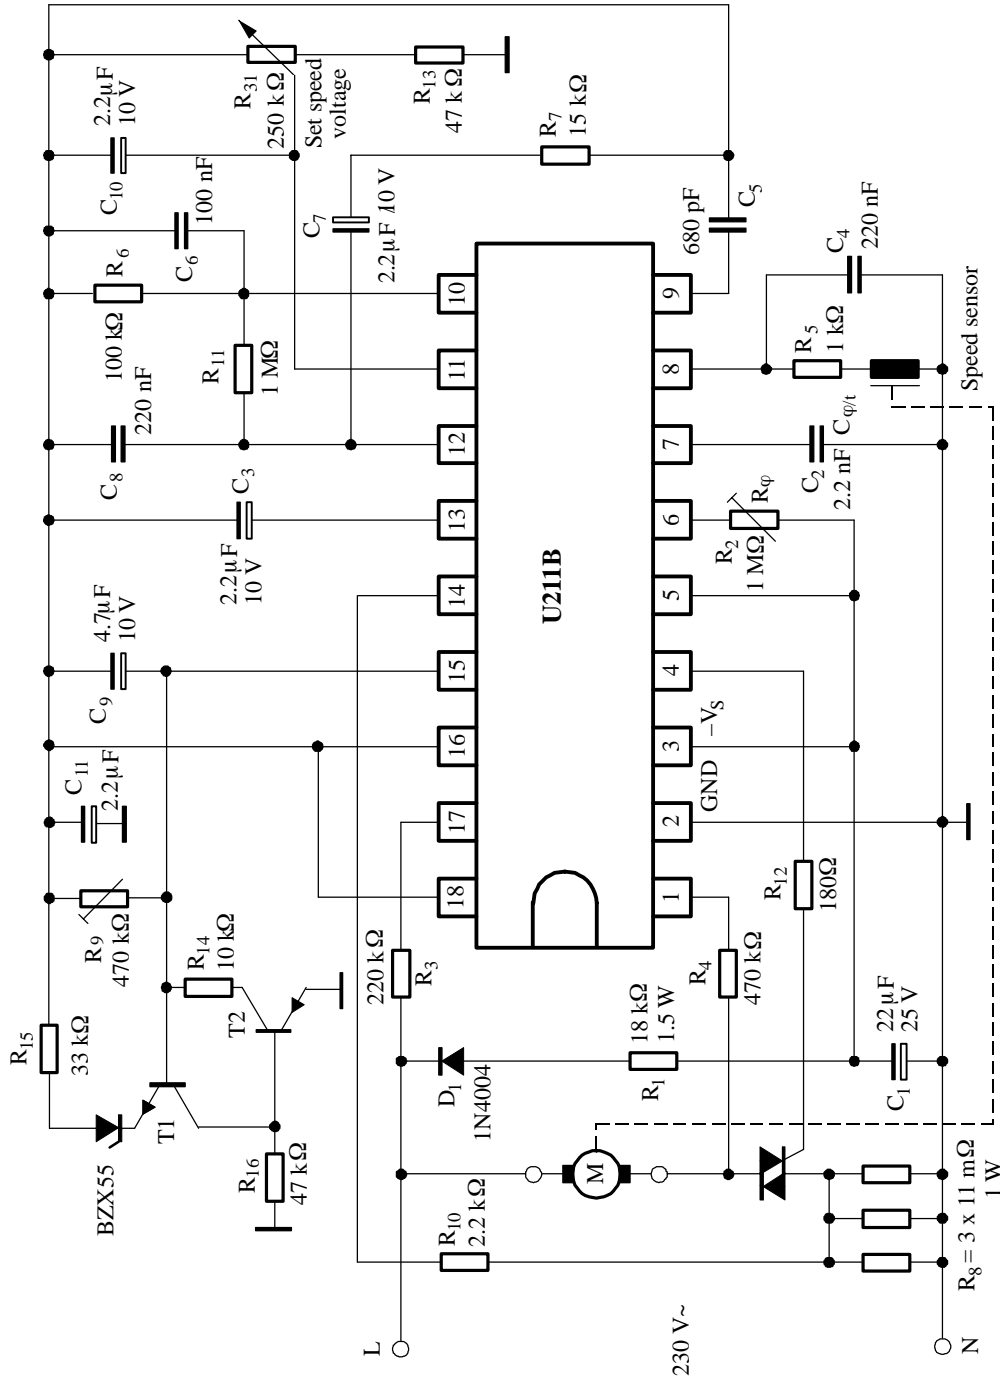 L
230 V~
N
R10
2.2 kΩ
R8 = 3 x 11 mΩ
1 W
M
BZX55
T1
R16
47 kΩ
R15
33 kΩ
T2
R14
10 kΩ
R9
470 kΩ
D1
1N4004
R1
18 kΩ
1.5 W
C1
22 µF
25 V
220 kΩ
R3
R4
470 kΩ
R12
180Ω
C11
2.2µF
C9
4.7µF
10 V
2.2µF
10 V
C3
C8
220 nF
100 kΩ
R6
R11
1 MΩ
C6
100 nF
C10
2.2µF
10 V
R31
250 kΩ
Set speed
voltage
R13
47 kΩ
C7
2.2µF/10 V
R7
15 kΩ
18
17
16
15
14
13
12
11
10
U211B
1
2
3
4
5
6
7
8
9
GND
–VS
R2
1 MΩ
Rφ
C2
2.2 nF
Cφ/t
R5
1 kΩ
C4
220 nF
680 pF
C5
Speed sensor